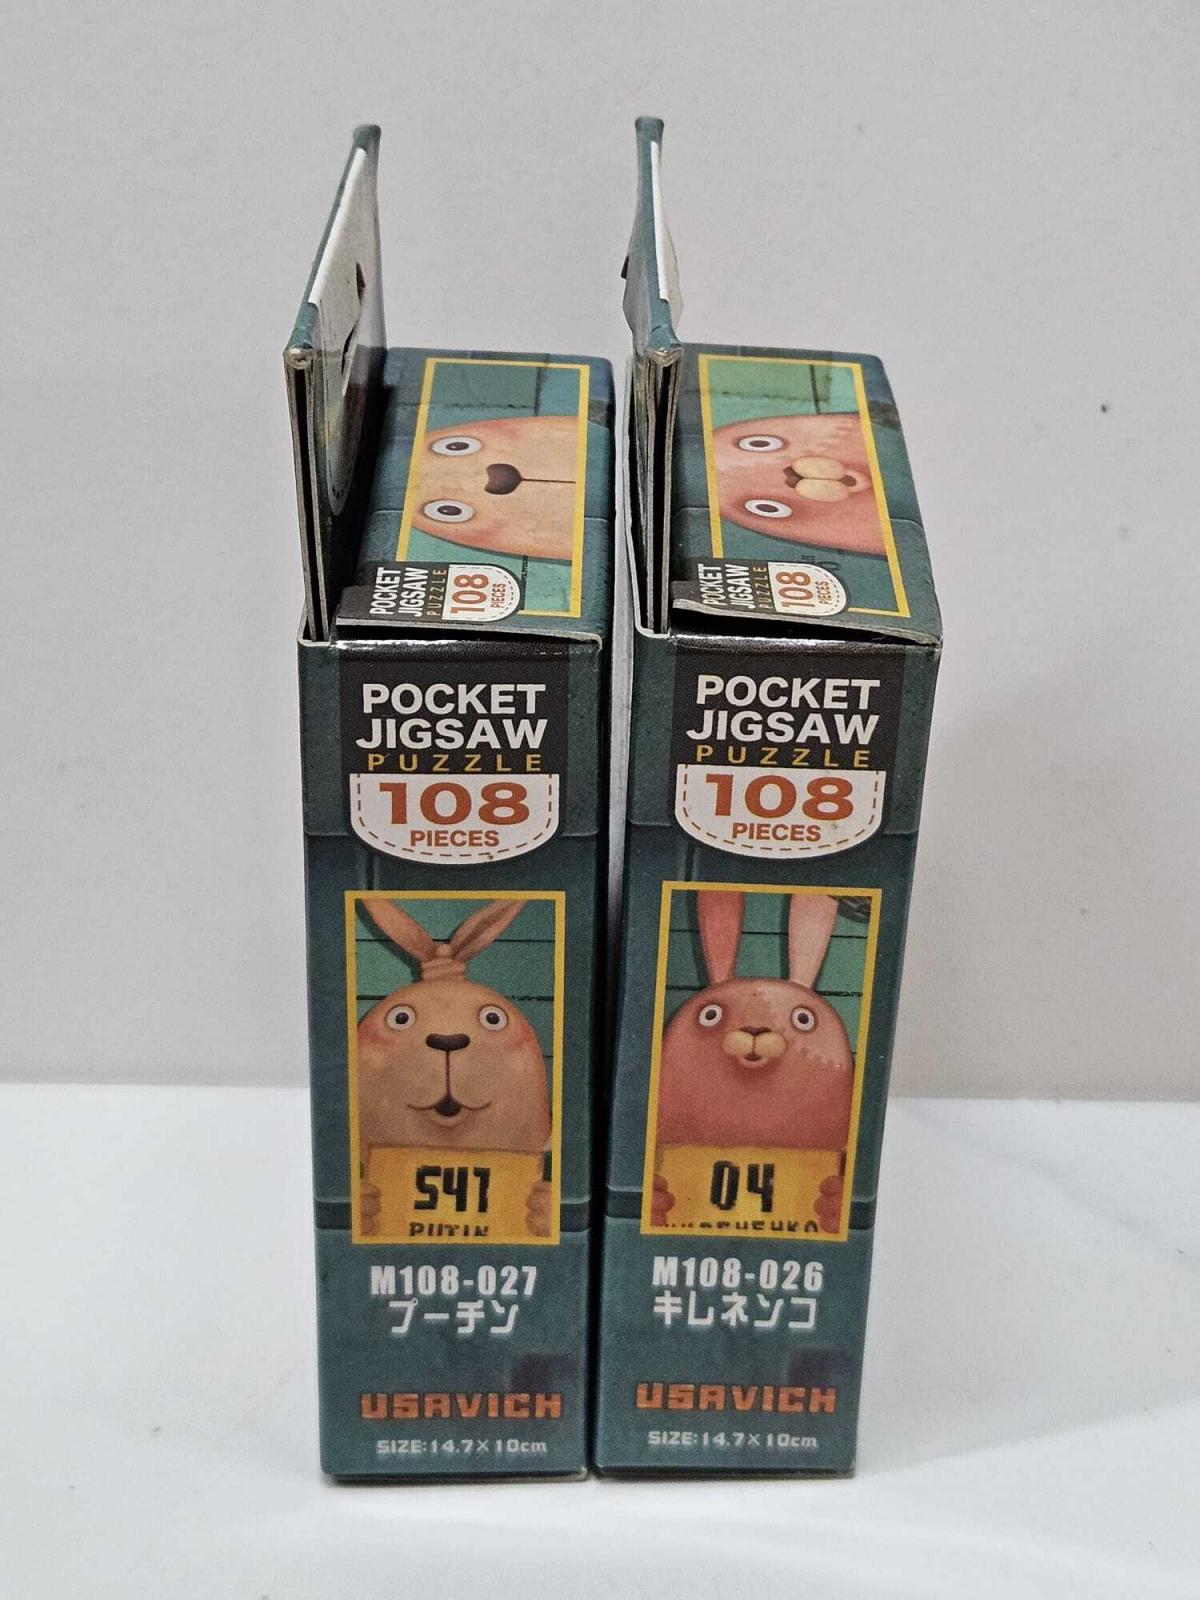 POCKET
JIGSAW
PUZZLE
108
PIECES
POCKET
JIGSAW
PUZZLE
108
PIECES
POCKET
JIGSAW
PUZZLE
108
PIECES
541
PUTIN
M108-027
プーチン
USAVICH
SIZE:14.7×10cm
POCKET
JIGSAW
PUZZLE
108
PIECES
04
M108-026
キレネンコ
USAVICH
SIZE:14.7×10cm